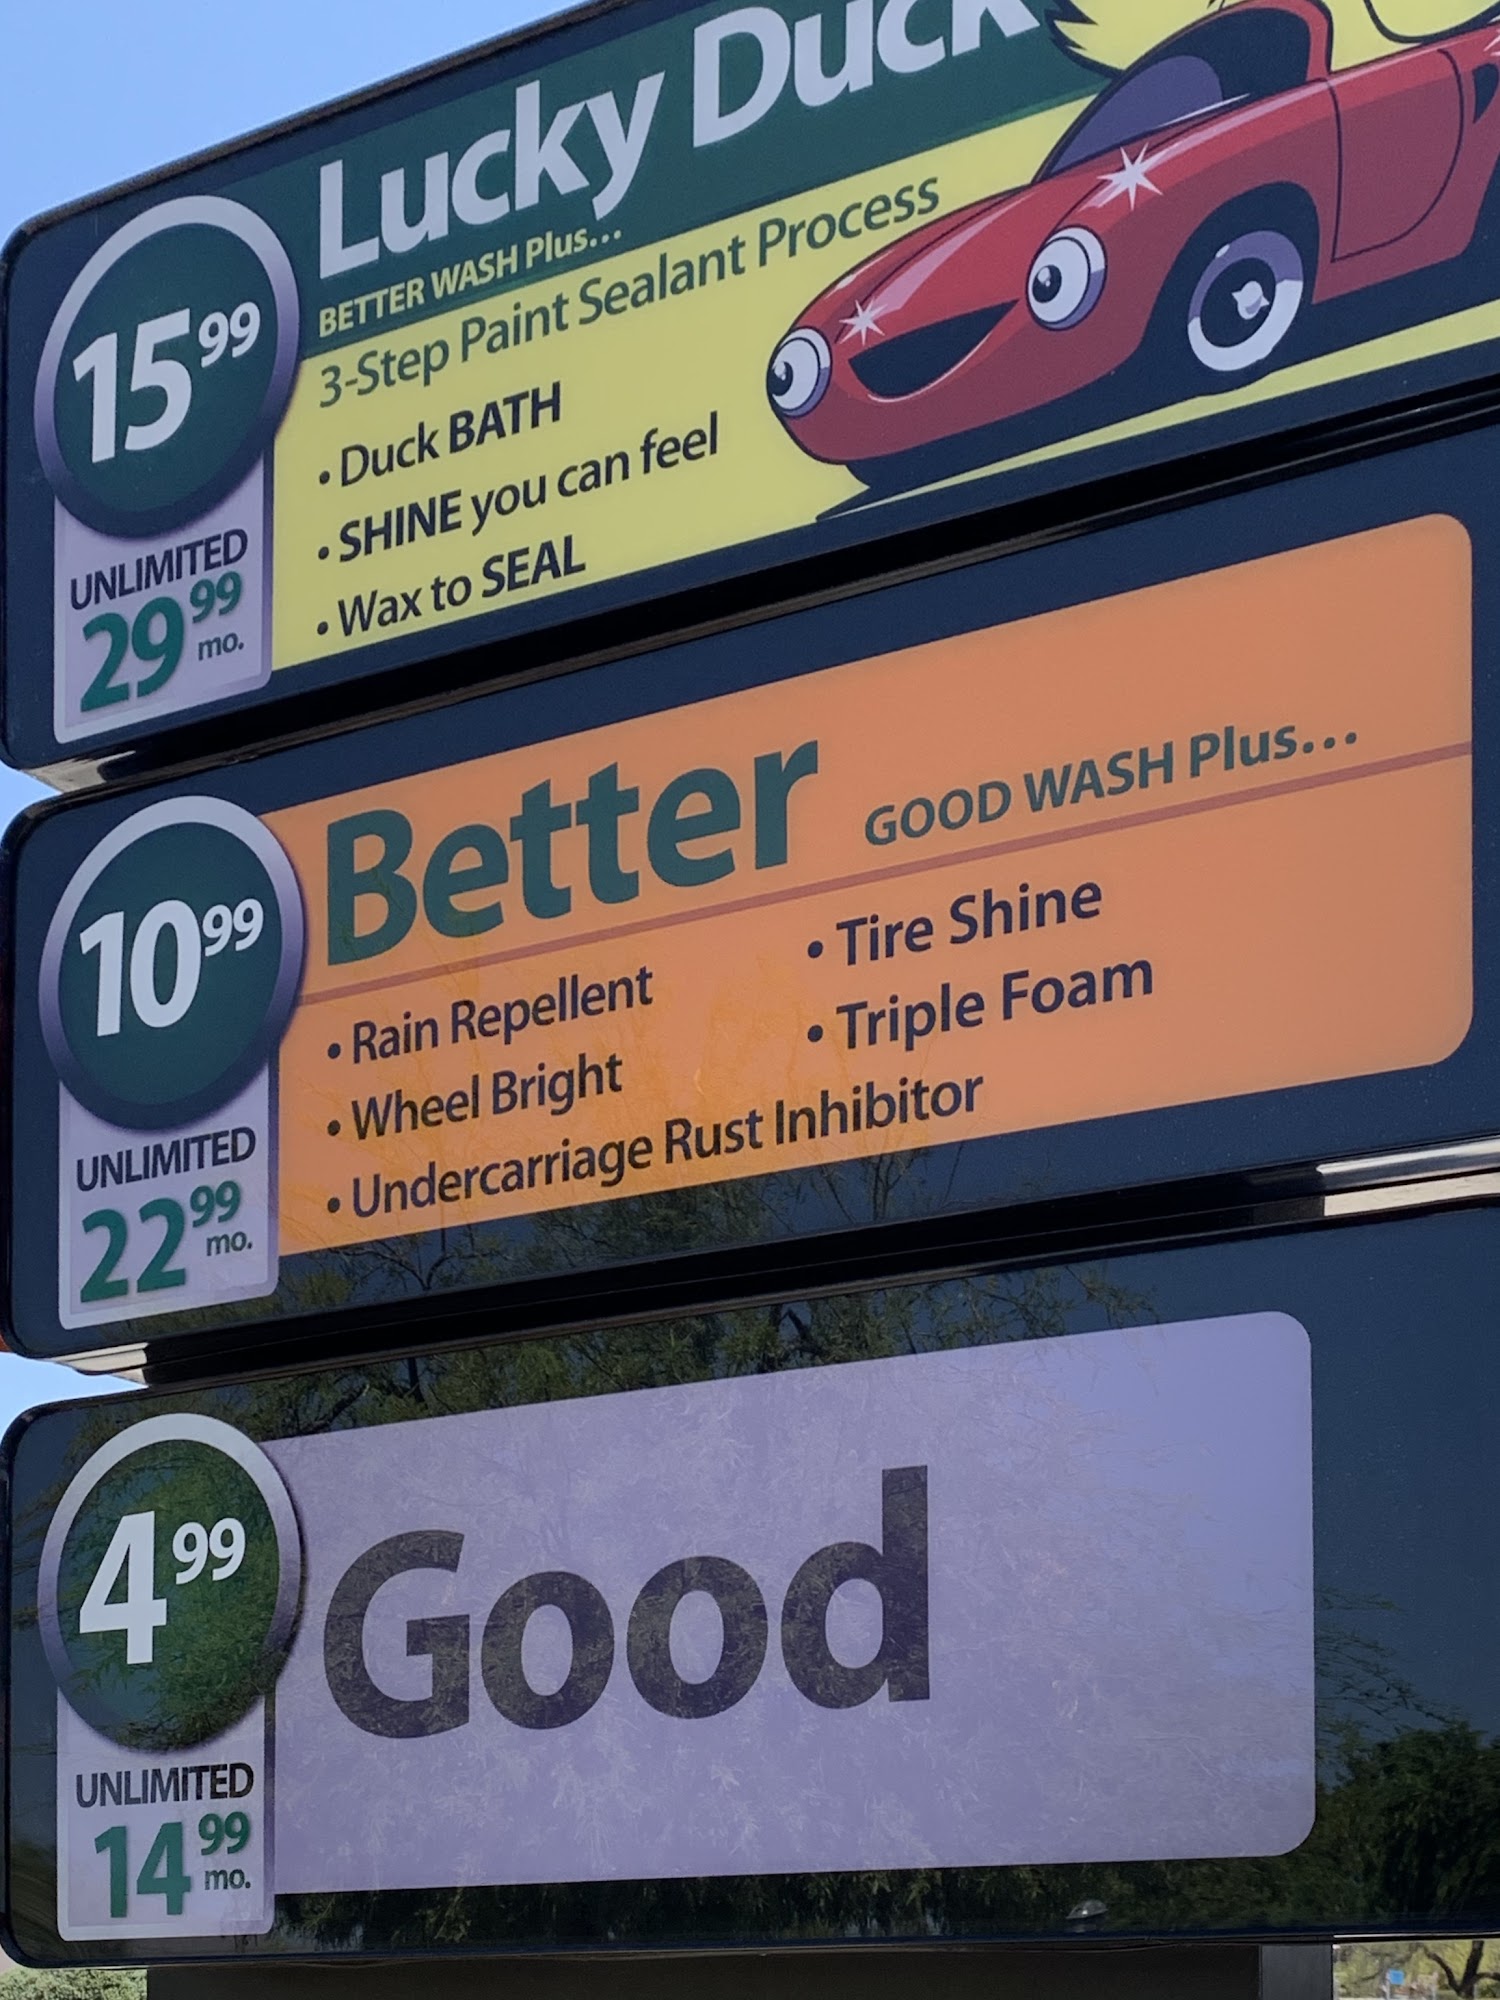 Lucky Duck
BETTER WASH Plus...
3-Step Paint Sealant Process
• Duck BATH
• SHINE you can feel
• Wax to SEAL
15 99
UNLIMITED
29 99 mo.
Better GOOD WASH Plus...
• Rain Repellent
• Wheel Bright
• Undercarriage Rust Inhibitor
• Tire Shine
• Triple Foam
10 99
UNLIMITED
22 99 mo.
Good
4 99
UNLIMITED
14 99 mo.